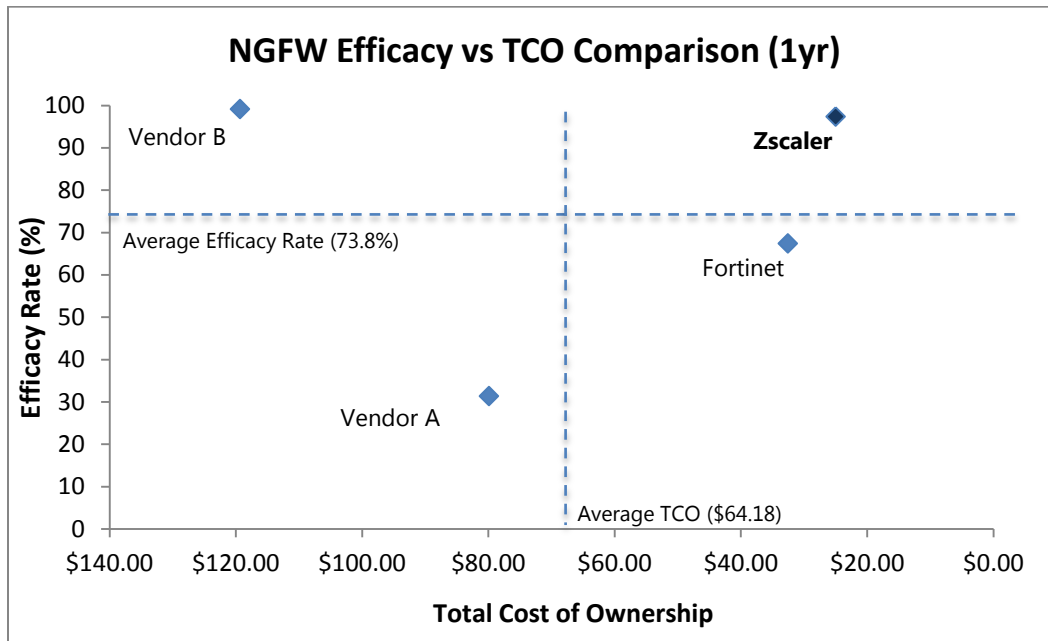 NGFW Efficacy vs TCO Comparison (1yr)
100
90
80
70
60
50
40
30
20
10
0
Efficacy Rate (%)
Vendor B
Zscaler
Average Efficacy Rate (73.8%)
Fortinet
Vendor A
Average TCO ($64.18)
$140.00 $120.00 $100.00 $80.00 $60.00 $40.00 $20.00 $0.00
Total Cost of Ownership